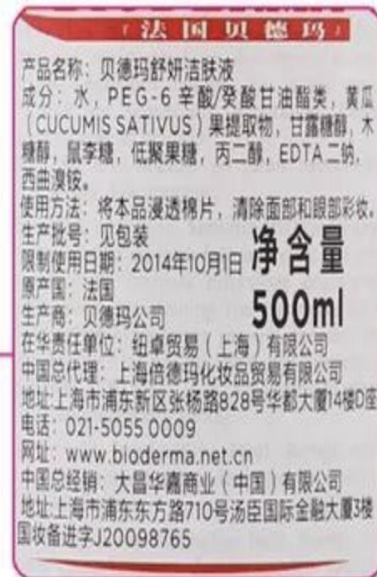 「法国贝德玛」
产品名称：贝德玛舒妍洁肤液
成分：水，PEG-6 辛酸/癸酸甘油酯类，黄瓜
（CUCUMIS SATIVUS）果提取物，甘露糖醇，木
糖醇，鼠李糖，低聚果糖，丙二醇，EDTA 二钠，
西曲溴铵。
使用方法：将本品浸透棉片，清除面部和眼部彩妆。
生产批号：见包装
限制使用日期：2014年10月1日
净含量
500ml
原产国：法国
生产商：贝德玛公司
在华责任单位：纽卓贸易（上海）有限公司
中国总代理：上海倍德玛化妆品贸易有限公司
地址:上海市浦东新区张杨路828号华都大厦14楼D座
电话：021-5055 0009
网址：www.bioderma.net.cn
中国总经销：大昌华嘉商业（中国）有限公司
地址:上海市浦东东方路710号汤臣国际金融大厦3楼
国妆备进字J20098765